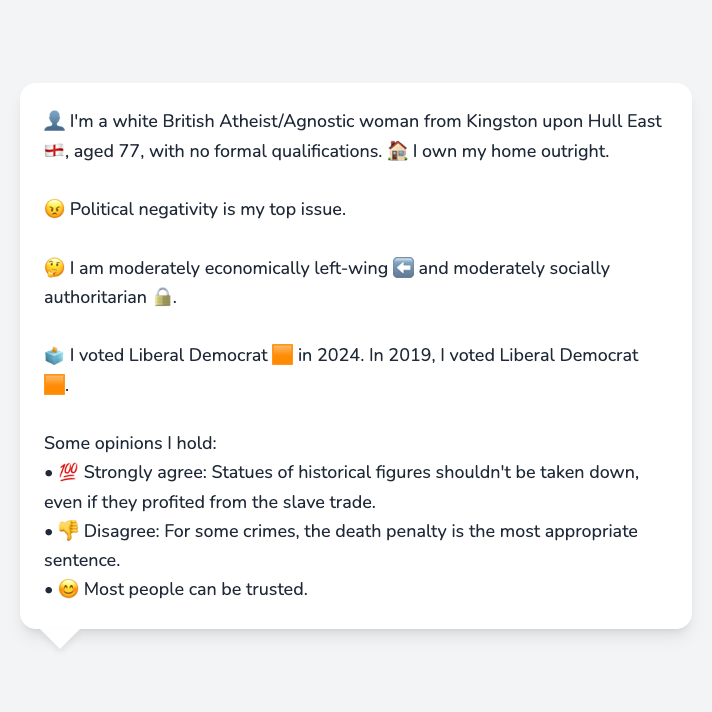 👤 I'm a white British Atheist/Agnostic woman from Kingston upon Hull East
🏴󠁧󠁢󠁥󠁮󠁧󠁿, aged 77, with no formal qualifications. 🏠 I own my home outright.
😠 Political negativity is my top issue.
🤔 I am moderately economically left-wing ⬅️ and moderately socially
authoritarian 🔒.
🗳️ I voted Liberal Democrat 🟧 in 2024. In 2019, I voted Liberal Democrat
🟧.
Some opinions I hold:
• 💯 Strongly agree: Statues of historical figures shouldn't be taken down,
even if they profited from the slave trade.
• 👎 Disagree: For some crimes, the death penalty is the most appropriate
sentence.
• 😊 Most people can be trusted.